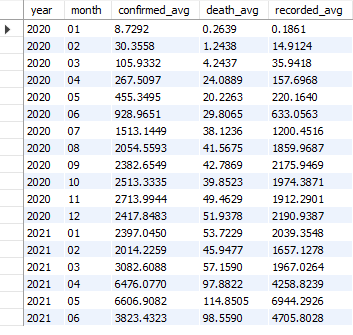 year month confirmed_avg death_avg recorded_avg
2020 01 8.7292 0.2639 0.1861
2020 02 30.3558 1.2438 14.9124
2020 03 105.9332 4.2437 35.9418
2020 04 267.5097 24.0889 157.6968
2020 05 455.3495 20.2263 220.1640
2020 06 928.9651 29.8065 633.0563
2020 07 1513.1449 38.1236 1200.4516
2020 08 2054.5593 41.5675 1859.9687
2020 09 2382.6549 42.7869 2175.9469
2020 10 2513.3335 39.8523 1974.3871
2020 11 2713.9944 49.4629 1912.2901
2020 12 2417.8483 51.9378 2190.9387
2021 01 2397.0450 53.7229 2039.3548
2021 02 2014.2259 45.9477 1657.1278
2021 03 3082.6088 57.1590 1967.0264
2021 04 6476.0770 97.8822 4258.8239
2021 05 6606.9082 114.8505 6944.2926
2021 06 3823.4323 98.5590 4705.8028